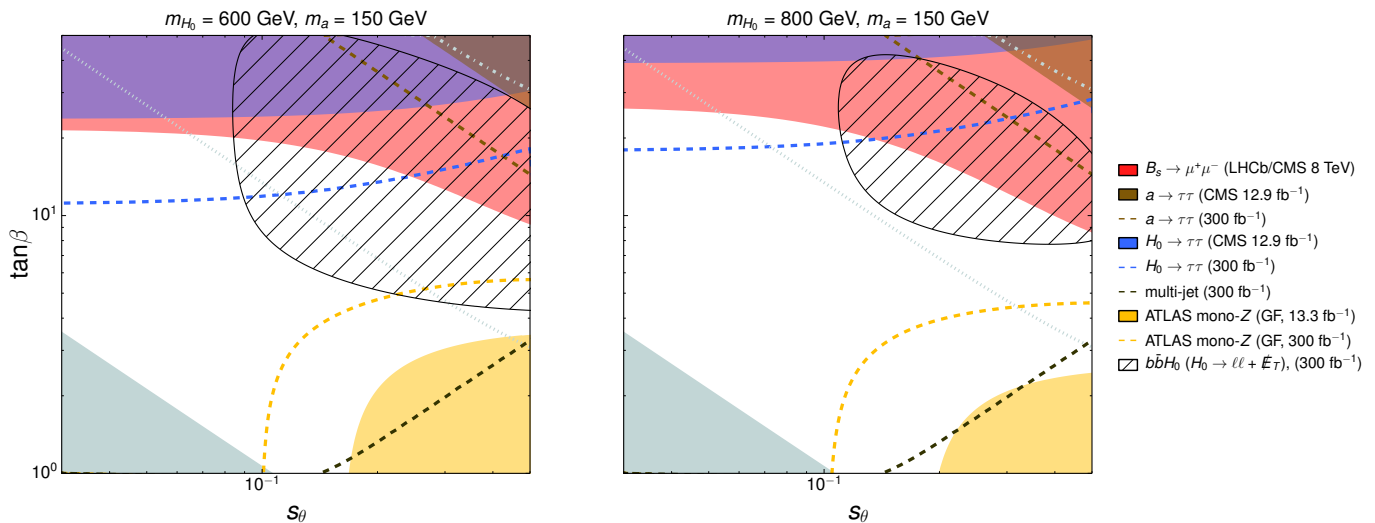 m_{H_0} = 600 GeV, m_a = 150 GeV
m_{H_0} = 800 GeV, m_a = 150 GeV
tanβ
10^1
10^0
10^{-1}
10^{-1}
s_θ
s_θ
B_s → μ^+μ^- (LHCb/CMS 8 TeV)
a → ττ (CMS 12.9 fb^{-1})
a → ττ (300 fb^{-1})
H_0 → ττ (CMS 12.9 fb^{-1})
H_0 → ττ (300 fb^{-1})
multi-jet (300 fb^{-1})
ATLAS mono-Z (GF, 13.3 fb^{-1})
ATLAS mono-Z (GF, 300 fb^{-1})
bb̄H_0 (H_0 → ℓℓ + E̸_T), (300 fb^{-1})